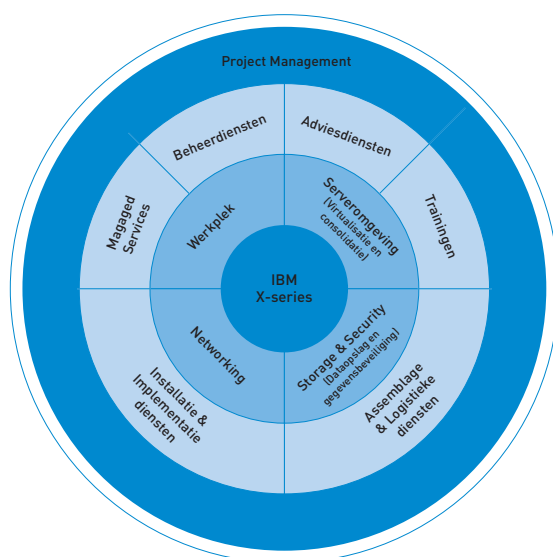 Project Management
Beheerdiensten
Adviesdiensten
Magaged
Services
Werkplek
Serveromgeving
(Virtualisatie en
consolidatie)
Trainingen
IBM
X-series
Networking
Storage & Security
(Dataopslag en
gegevensbeveiliging)
Installatie &
Implementatie
diensten
Assemblage
& Logistieke
diensten